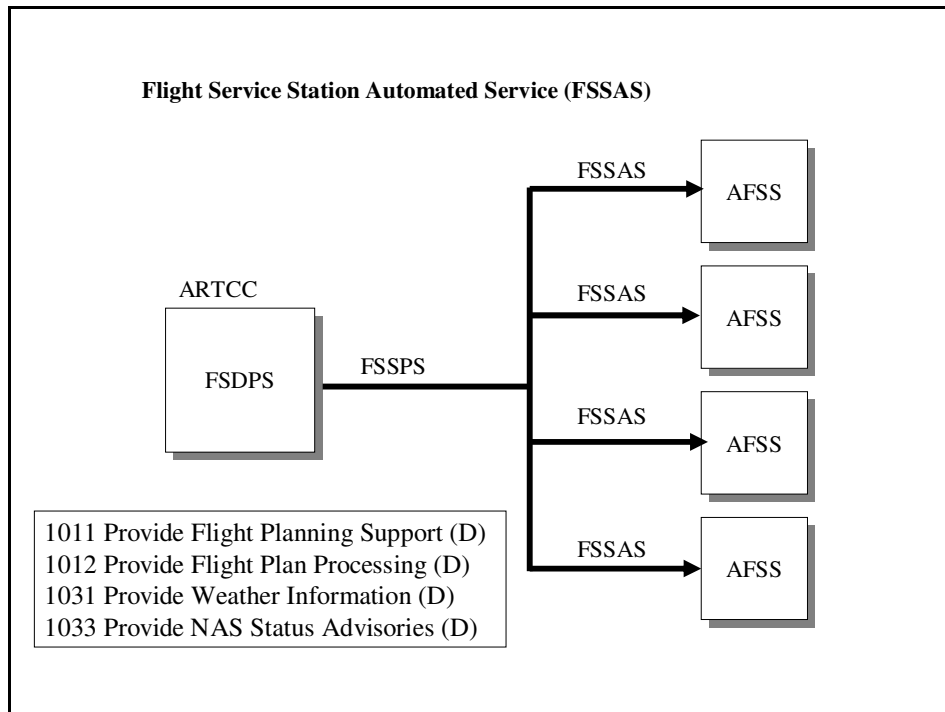 Flight Service Station Automated Service (FSSAS)
FSSAS
AFSS
FSSAS
AFSS
ARTCC
FSDPS
FSSPS
FSSAS
AFSS
FSSAS
AFSS
1011 Provide Flight Planning Support (D)
1012 Provide Flight Plan Processing (D)
1031 Provide Weather Information (D)
1033 Provide NAS Status Advisories (D)